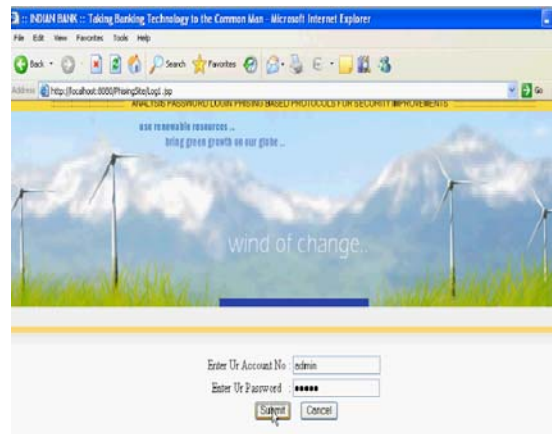 :: INDIAN BANK :: Taking Banking Technology to the Common Man - Microsoft Internet Explorer
File Edit View Favorites Tools Help
Back Search Favorites
Address http://localhost:8080/PhisingSite/Log1.jsp Go
ANALYSIS PASSWORD LOGIN PHISING BASED PROTOCOLS FOR SECURITY IMPROVEMENTS
use renewable resources ...
bring green growth on our globe ...
wind of change..
Enter Ur Account No : admin
Enter Ur Password : •••••
Submit Cancel